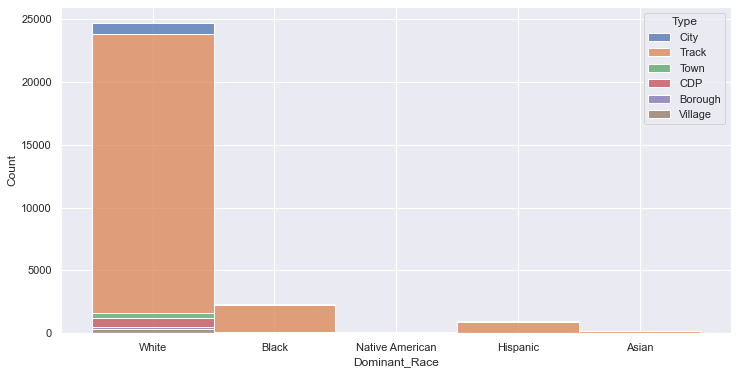 25000
20000
15000
10000
5000
0
Count
Type
City
Track
Town
CDP
Borough
Village
White Black Native American Hispanic Asian
Dominant_Race